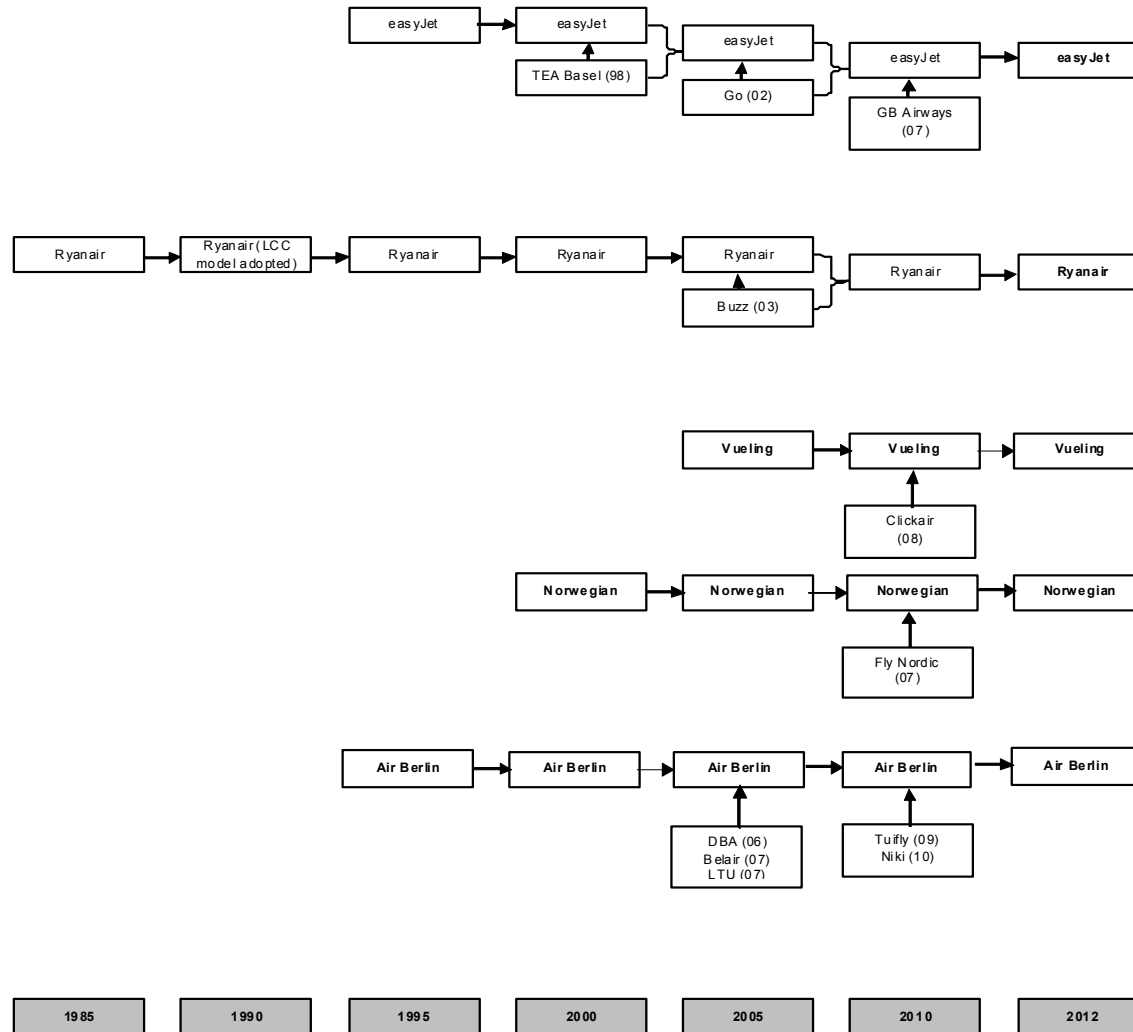 easyJet
easyJet
easyJet
easyJet
easyJet
TEA Basel (98)
Go (02)
GB Airways
(07)
Ryanair
Ryanair (LCC
model adopted)
Ryanair
Ryanair
Ryanair
Ryanair
Ryanair
Buzz (03)
Vueling
Vueling
Vueling
Clickair
(08)
Norwegian
Norwegian
Norwegian
Norwegian
Fly Nordic
(07)
Air Berlin
Air Berlin
Air Berlin
Air Berlin
Air Berlin
DBA (06)
Belair (07)
LTU (07)
Tuifly (09)
Niki (10)
1985
1990
1995
2000
2005
2010
2012